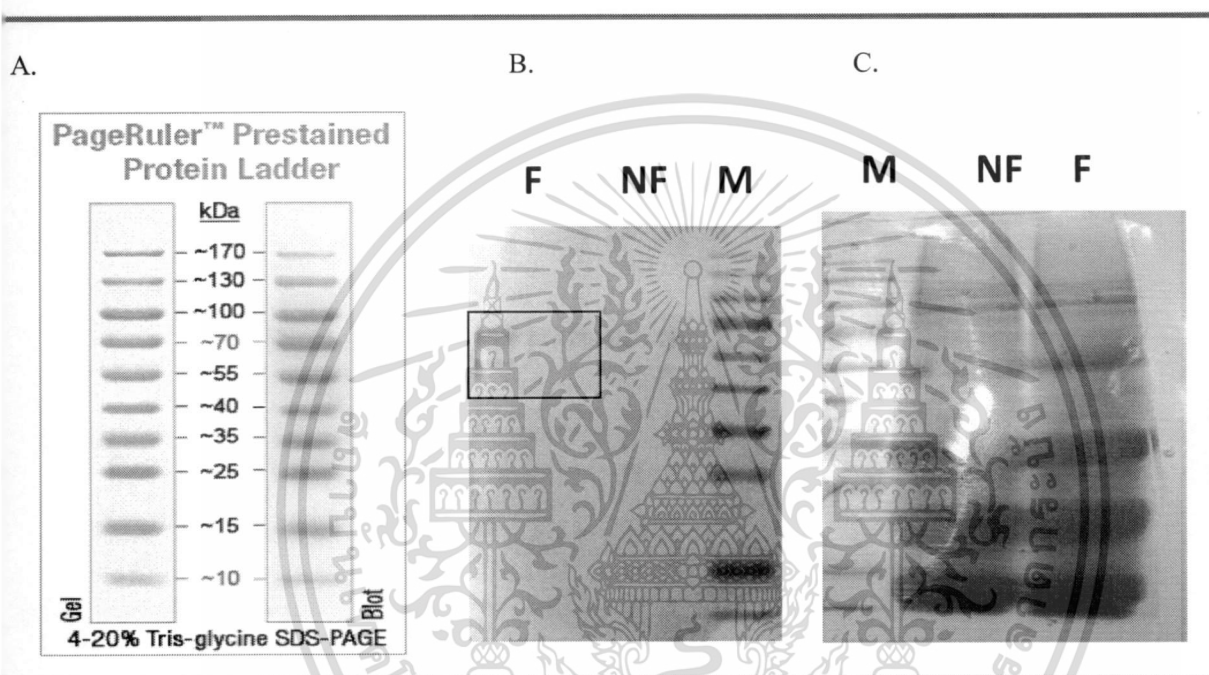 A.
B.
C.
PageRuler™ Prestained
Protein Ladder
kDa
~170
~130
~100
~70
~55
~40
~35
~25
~15
~10
Gel
Blot
4-20% Tris-glycine SDS-PAGE
F NF M
M NF F